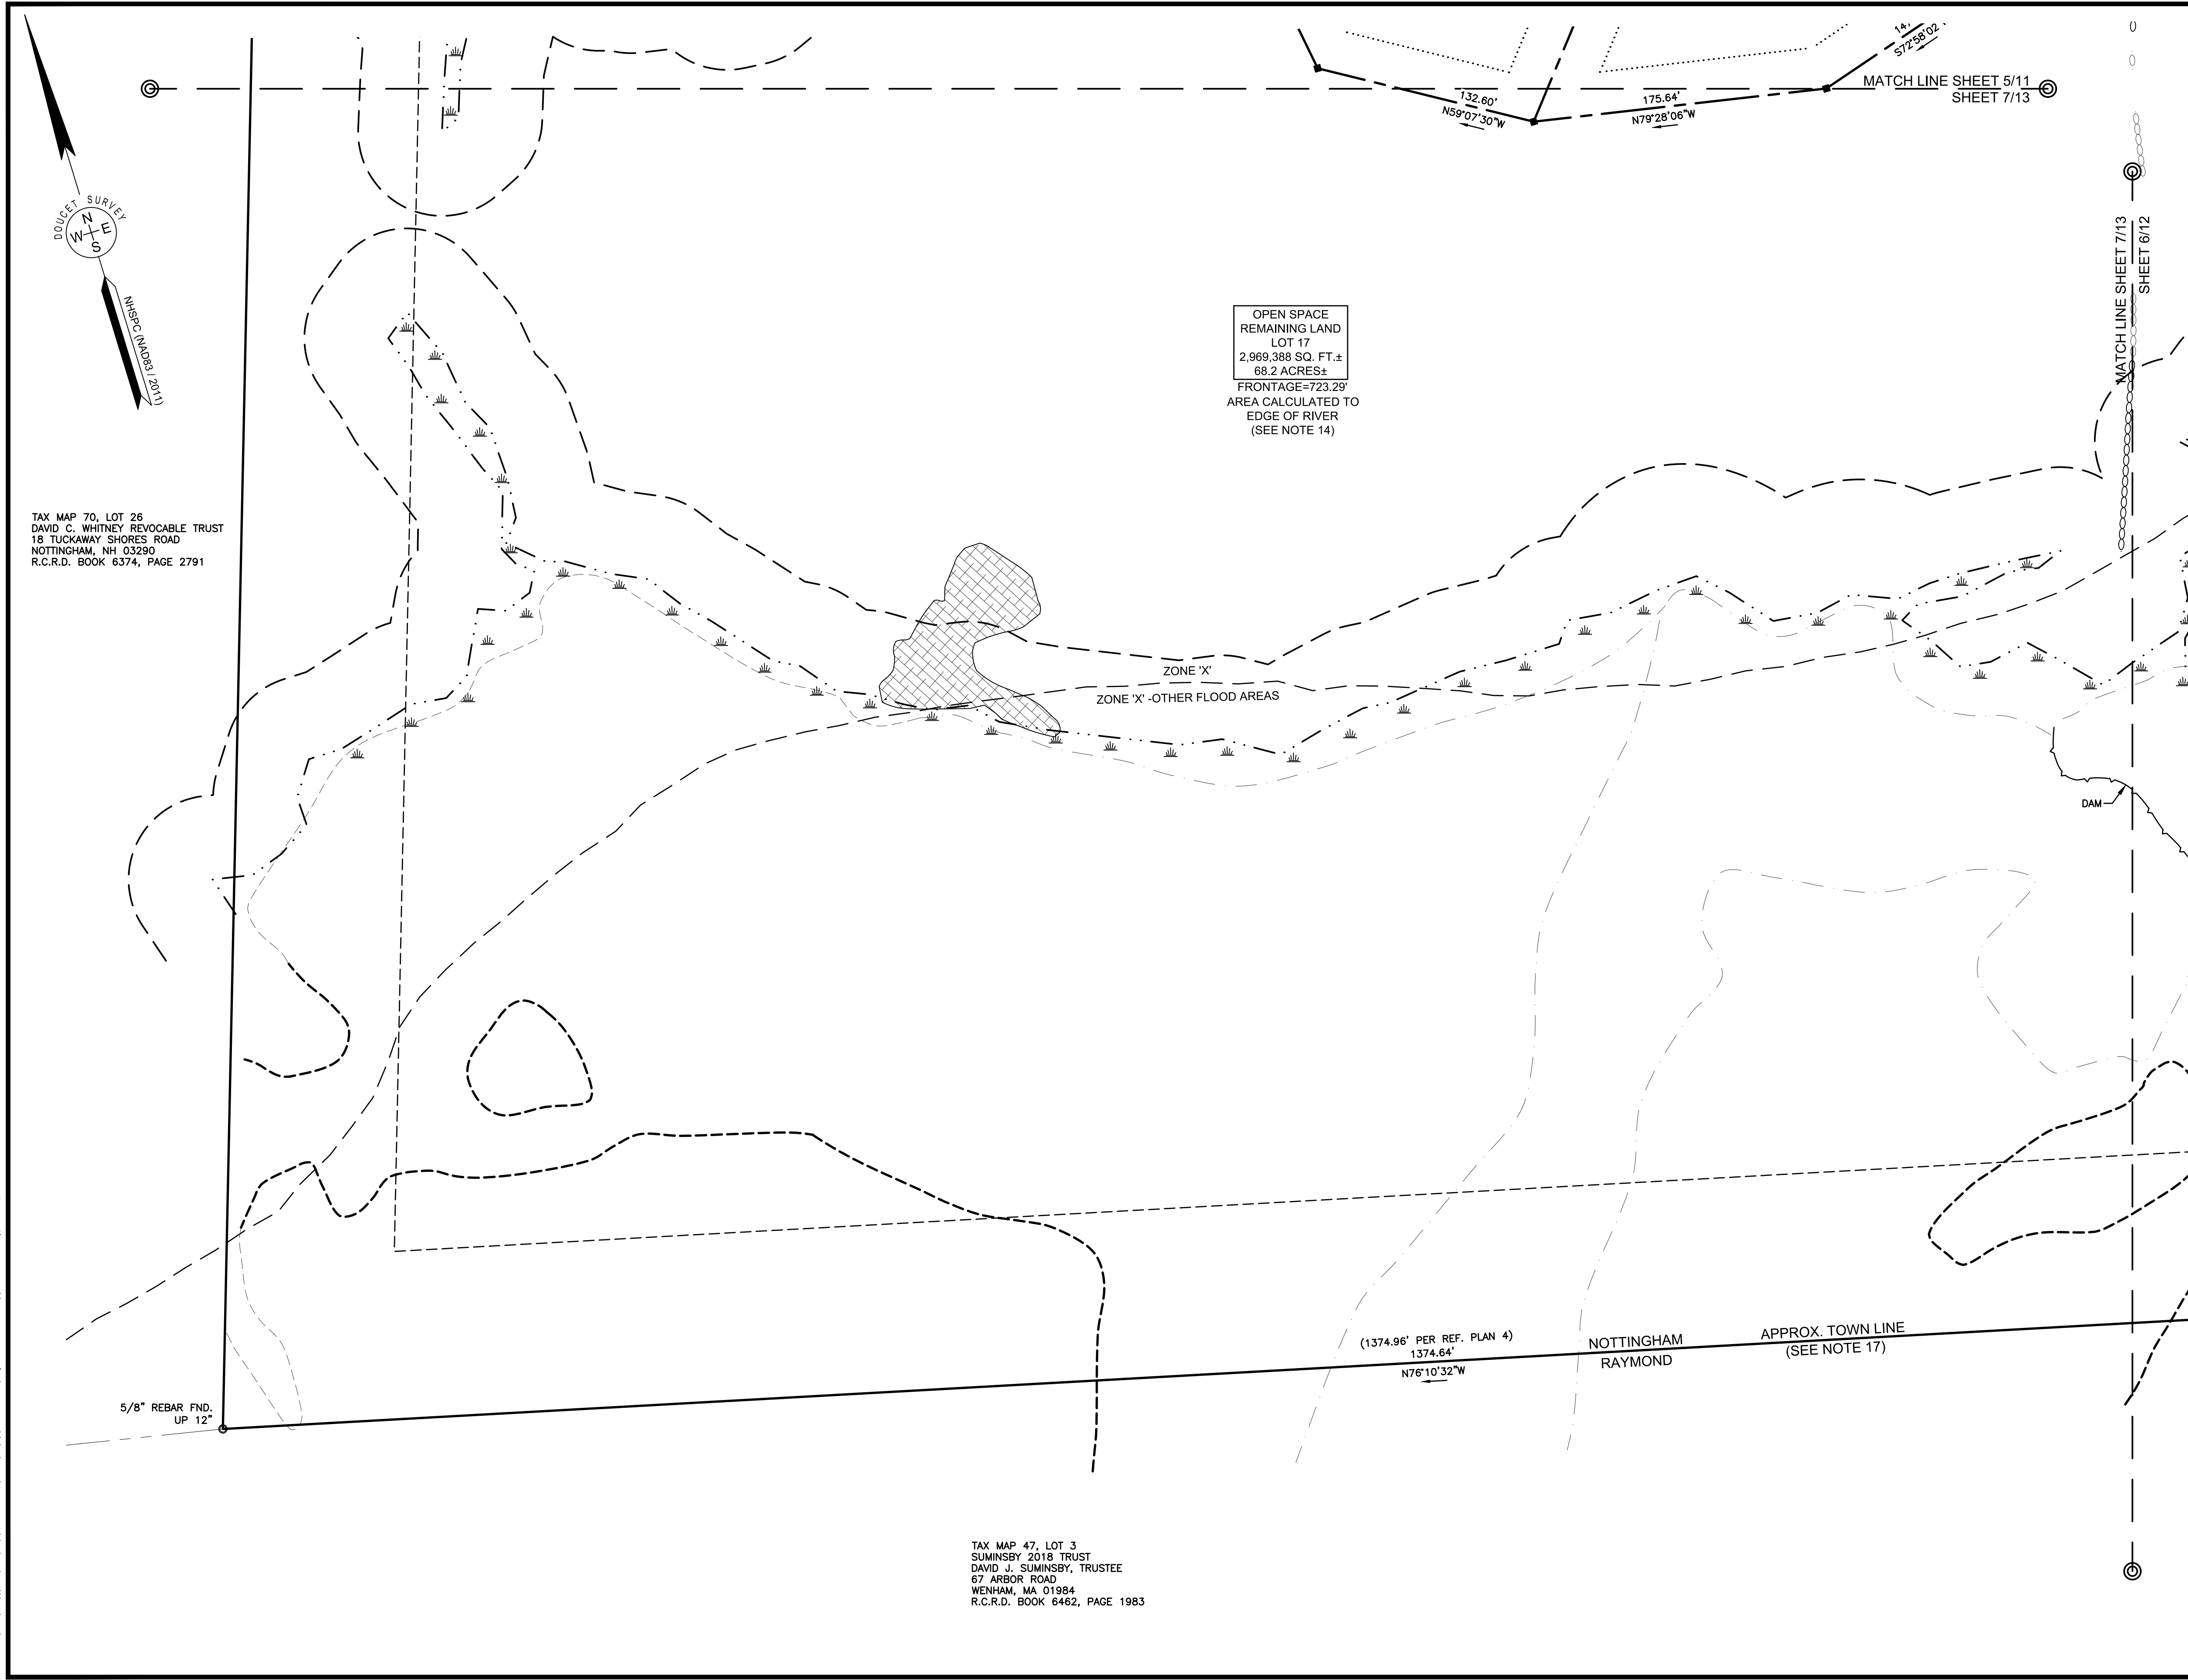 14
S72°58'02
MATCH LINE SHEET 5/11
SHEET 7/13
132.60'
N59°07'30"W
175.64'
N79°28'06"W
DOUCET SURVEY
N
W E
S
NHSPC (NAD83 / 2011)
MATCH LINE SHEET 7/13
SHEET 6/12
OPEN SPACE
REMAINING LAND
LOT 17
2,969,388 SQ. FT.±
68.2 ACRES±
FRONTAGE=723.29'
AREA CALCULATED TO
EDGE OF RIVER
(SEE NOTE 14)
TAX MAP 70, LOT 26
DAVID C. WHITNEY REVOCABLE TRUST
18 TUCKAWAY SHORES ROAD
NOTTINGHAM, NH 03290
R.C.R.D. BOOK 6374, PAGE 2791
ZONE 'X'
ZONE 'X' -OTHER FLOOD AREAS
DAM
(1374.96' PER REF. PLAN 4)
1374.64'
N76°10'32"W
NOTTINGHAM
RAYMOND
APPROX. TOWN LINE
(SEE NOTE 17)
5/8" REBAR FND.
UP 12"
TAX MAP 47, LOT 3
SUMINSBY 2018 TRUST
DAVID J. SUMINSBY, TRUSTEE
67 ARBOR ROAD
WENHAM, MA 01984
R.C.R.D. BOOK 6462, PAGE 1983